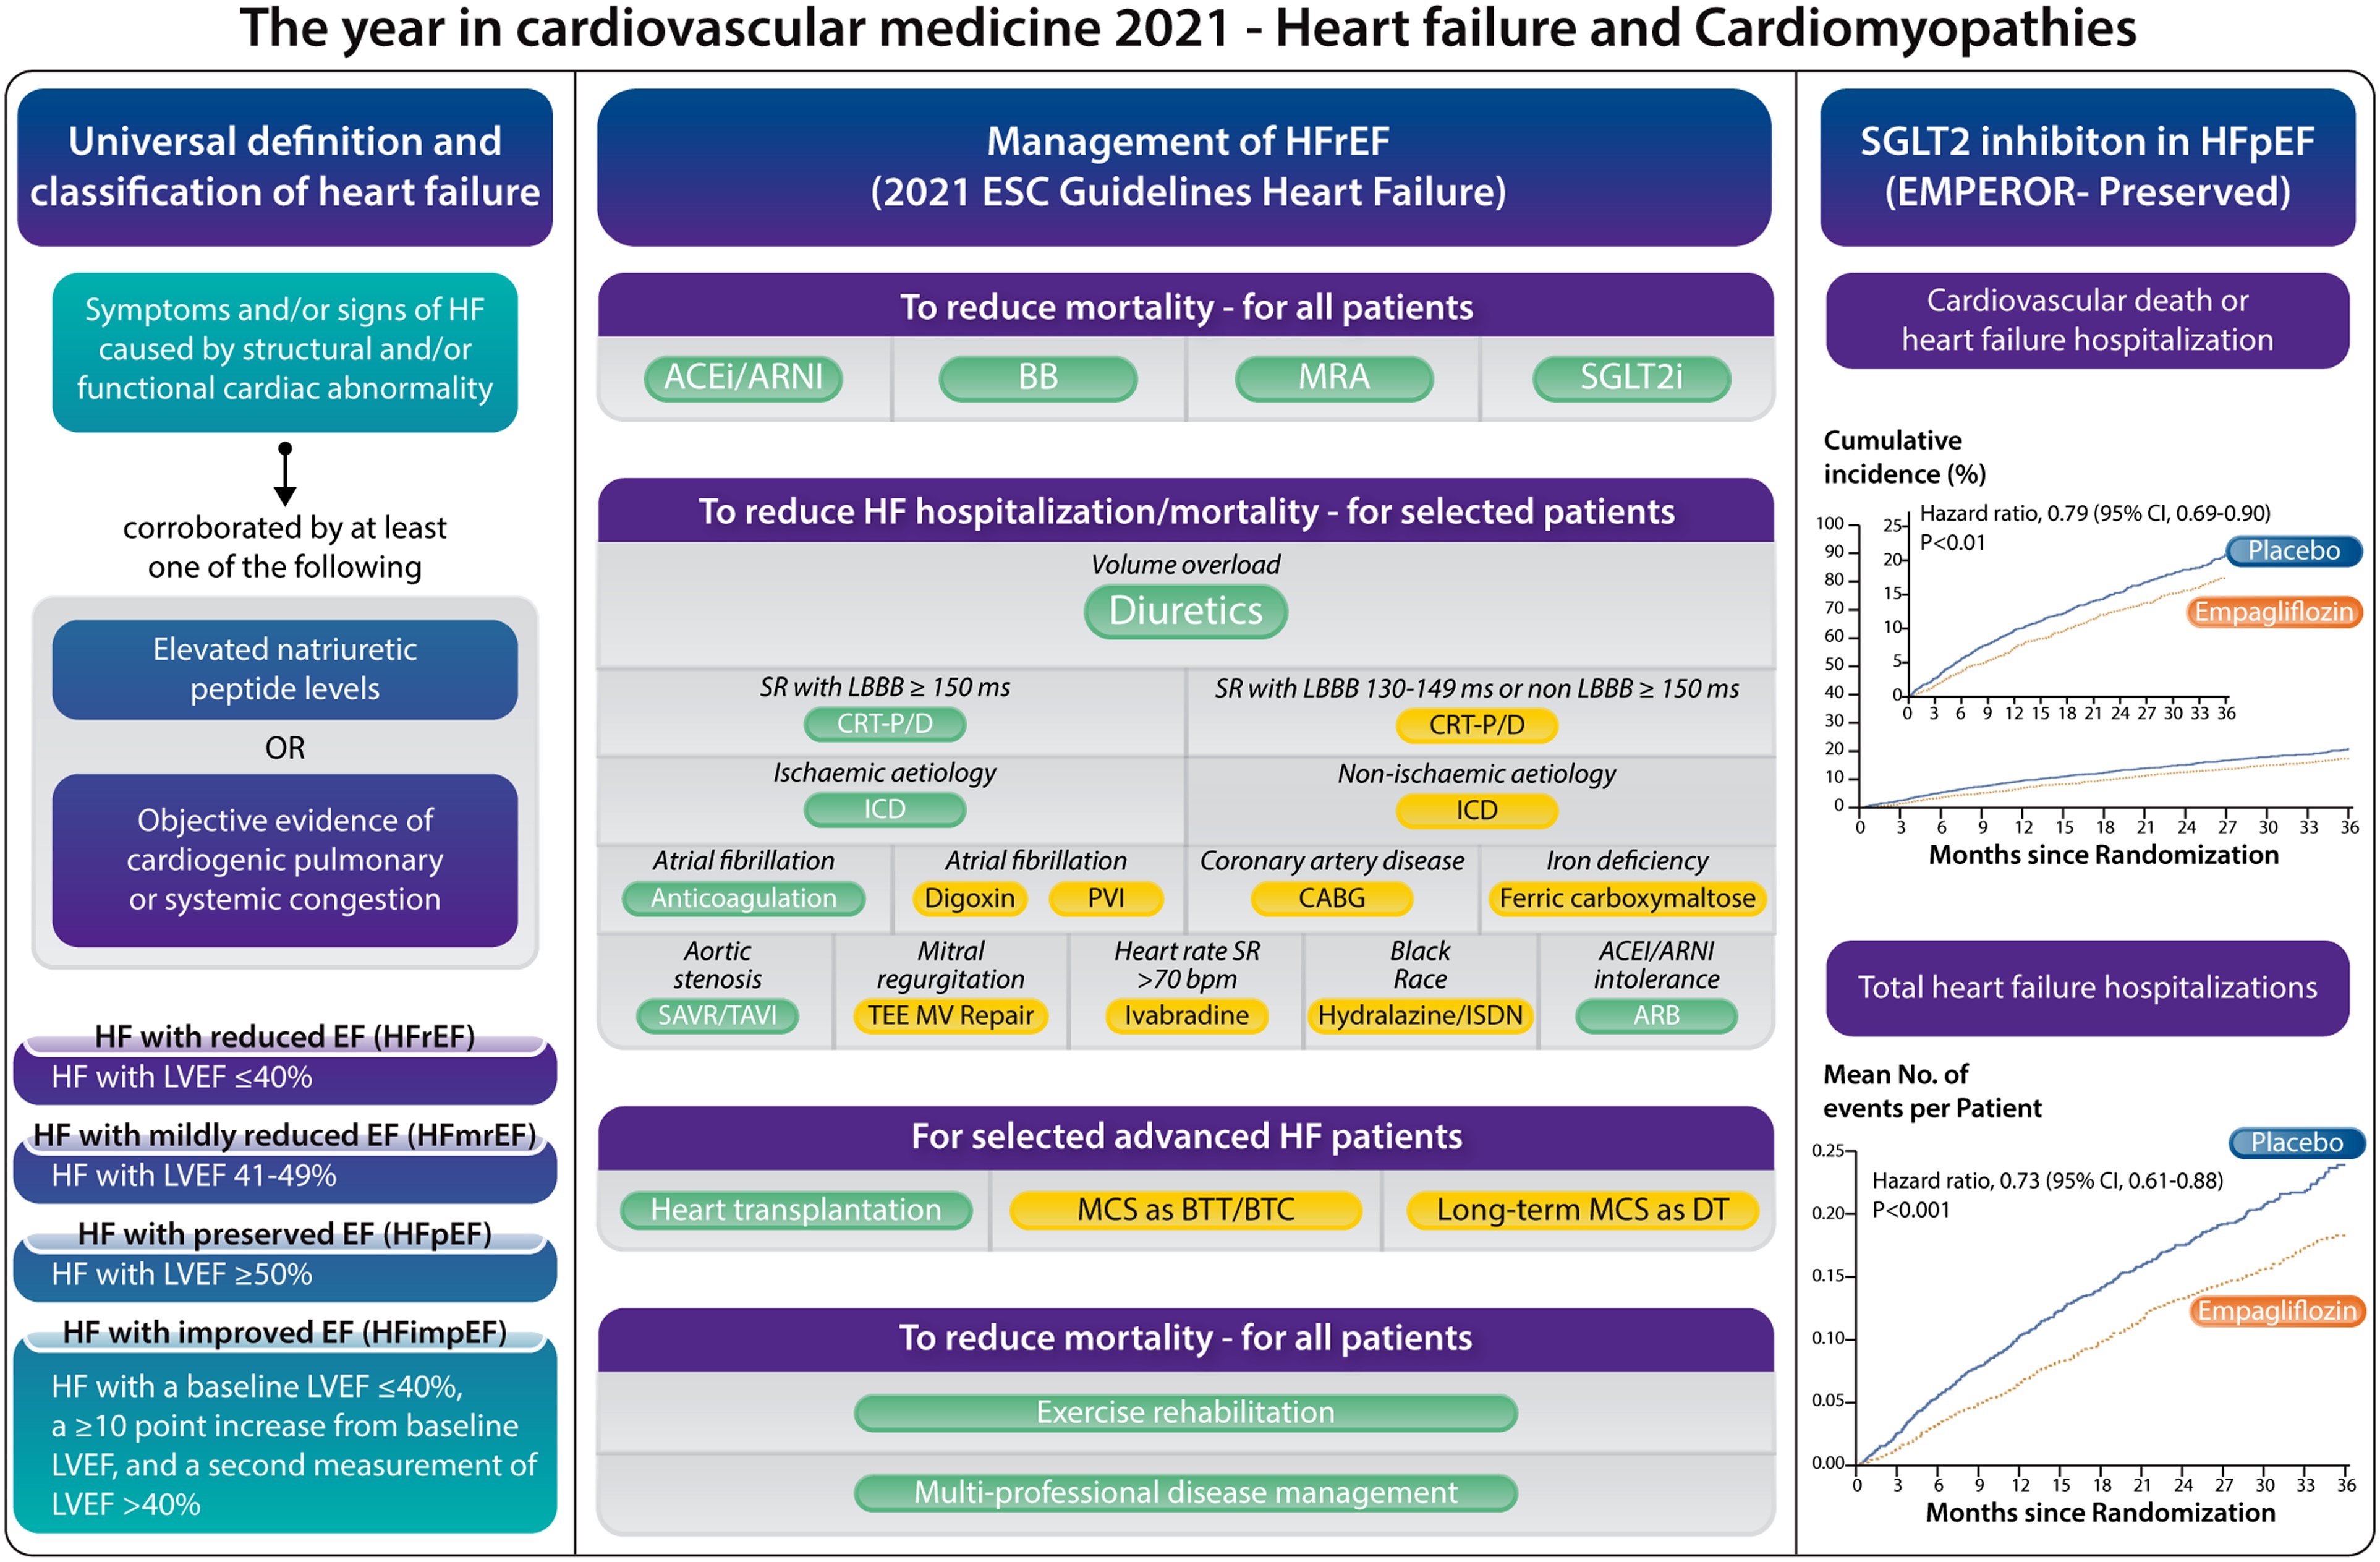 The year in cardiovascular medicine 2021 - Heart failure and Cardiomyopathies
Universal definition and
classification of heart failure
Symptoms and/or signs of HF
caused by structural and/or
functional cardiac abnormality
corroborated by at least
one of the following
Elevated natriuretic
peptide levels
OR
Objective evidence of
cardiogenic pulmonary
or systemic congestion
HF with reduced EF (HFrEF)
HF with LVEF ≤40%
HF with mildly reduced EF (HFmrEF)
HF with LVEF 41-49%
HF with preserved EF (HFpEF)
HF with LVEF ≥50%
HF with improved EF (HFimpEF)
HF with a baseline LVEF ≤40%,
a ≥10 point increase from baseline
LVEF, and a second measurement of
LVEF >40%
Management of HFrEF
(2021 ESC Guidelines Heart Failure)
To reduce mortality - for all patients
ACEi/ARNI BB MRA SGLT2i
To reduce HF hospitalization/mortality - for selected patients
Volume overload
Diuretics
SR with LBBB ≥ 150 ms
CRT-P/D
SR with LBBB 130-149 ms or non LBBB ≥ 150 ms
CRT-P/D
Ischaemic aetiology
ICD
Non-ischaemic aetiology
ICD
Atrial fibrillation
Anticoagulation
Atrial fibrillation
Digoxin PVI
Coronary artery disease
CABG
Iron deficiency
Ferric carboxymaltose
Aortic
stenosis
SAVR/TAVI
Mitral
regurgitation
TEE MV Repair
Heart rate SR
>70 bpm
Ivabradine
Black
Race
Hydralazine/ISDN
ACEI/ARNI
intolerance
ARB
For selected advanced HF patients
Heart transplantation MCS as BTT/BTC Long-term MCS as DT
To reduce mortality - for all patients
Exercise rehabilitation
Multi-professional disease management
SGLT2 inhibiton in HFpEF
(EMPEROR- Preserved)
Cardiovascular death or
heart failure hospitalization
Cumulative
incidence (%)
100
90
80
70
60
50
40
30
20
10
0
25
20
15
10
5
0
Hazard ratio, 0.79 (95% CI, 0.69-0.90)
P<0.01
Placebo
Empagliflozin
0 3 6 9 12 15 18 21 24 27 30 33 36
0 3 6 9 12 15 18 21 24 27 30 33 36
Months since Randomization
Total heart failure hospitalizations
Mean No. of
events per Patient
0.25
0.20
0.15
0.10
0.05
0.00
Hazard ratio, 0.73 (95% CI, 0.61-0.88)
P<0.001
Placebo
Empagliflozin
0 3 6 9 12 15 18 21 24 27 30 33 36
Months since Randomization